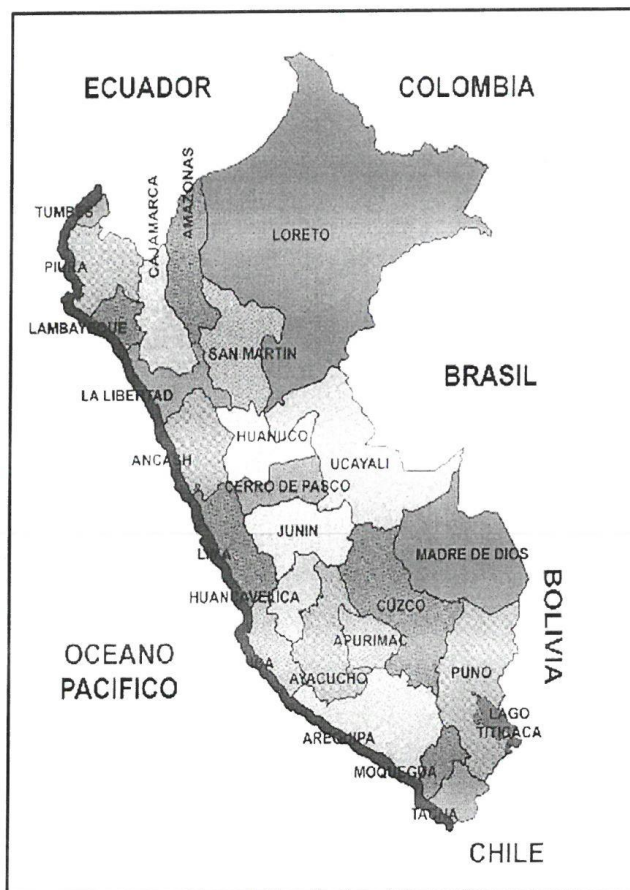 ECUADOR
COLOMBIA
CAJAMARCA
AMAZONAS
TUMBES
LORETO
PIURA
LAMBAYEQUE
SAN MARTIN
BRASIL
LA LIBERTAD
HUANUCO
ANCASH
UCAYALI
CERRO DE PASCO
JUNIN
LIMA
MADRE DE DIOS
HUANCAVELICA
CUZCO
BOLIVIA
APURIMAC
OCEANO
PACIFICO
AYACUCHO
PUNO
LAGO
TITICACA
AREQUIPA
MOQUEGUA
TACNA
CHILE